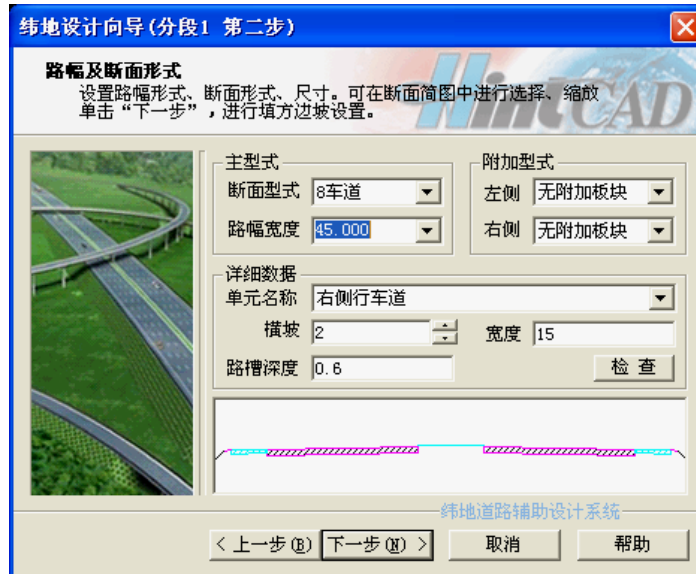 纬地设计向导(分段1 第二步)
路幅及断面形式
设置路幅形式、断面形式、尺寸。可在断面简图中进行选择、缩放
单击“下一步”,进行填方边坡设置。
HintCAD
主型式
附加型式
断面型式 8车道
左侧 无附加板块
路幅宽度 45.000
右侧 无附加板块
详细数据
单元名称 右侧行车道
横坡 2
宽度 15
路槽深度 0.6
检 查
纬地道路辅助设计系统
< 上一步(B)
下一步(N) >
取消
帮助